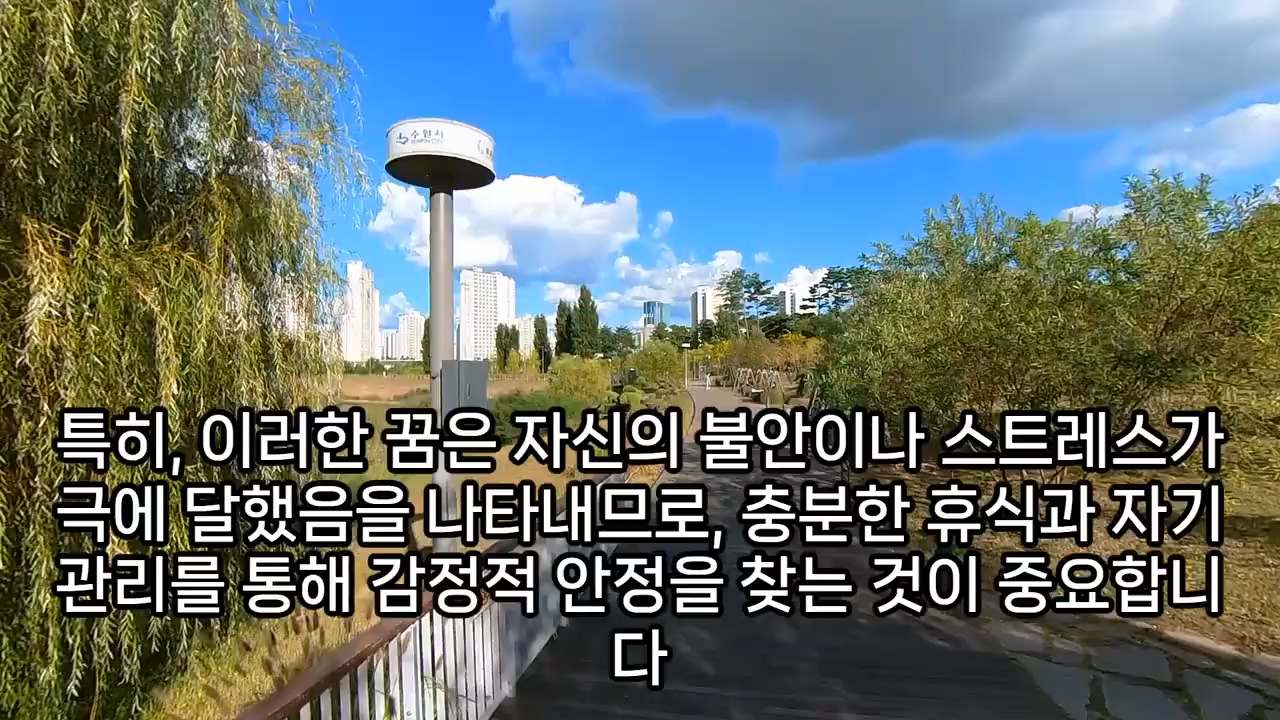 수원시
특히, 이러한 꿈은 자신의 불안이나 스트레스가
극에 달했음을 나타내므로, 충분한 휴식과 자기
관리를 통해 감정적 안정을 찾는 것이 중요합니
다